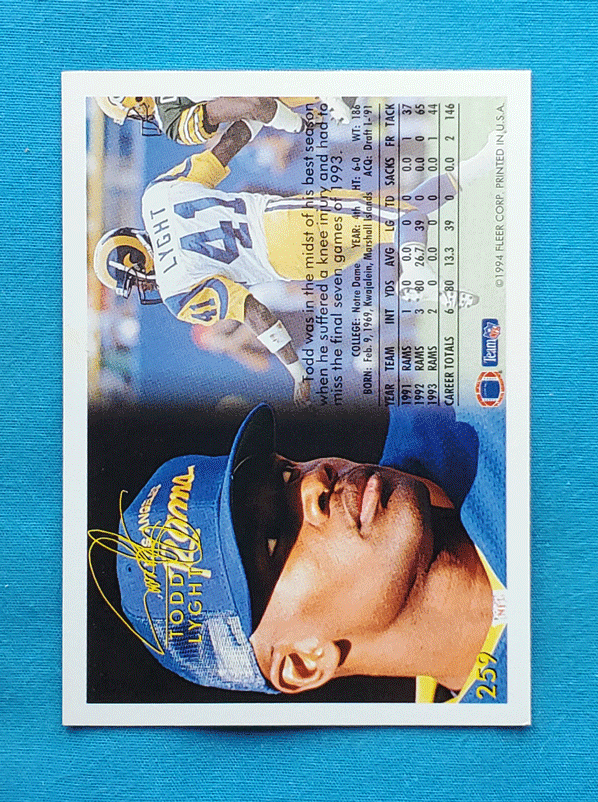 LYGHT
41
41
Todd was in the midst of his best season
when he suffered a knee injury and had to
miss the final seven games of 1993.
COLLEGE: Notre Dame YEAR: 4th HT: 6-0 WT: 186
BORN: Feb. 9, 1969, Kwajalein, Marshall Islands ACQ: Draft 1-91
YEAR TEAM INT YDS AVG LG TD SACKS FR TACK
1991 RAMS 1 0 0.0 0 0 0.0 1 37
1992 RAMS 3 80 26.7 39 0 0.0 0 65
1993 RAMS 2 0 0.0 0 0 0.0 1 44
CAREER TOTALS 6 80 13.3 39 0 0.0 2 146
Team NFL
©1994 FLEER CORP. PRINTED IN U.S.A.
LOS ANGELES
Rams
TODD
LYGHT
NFL
259